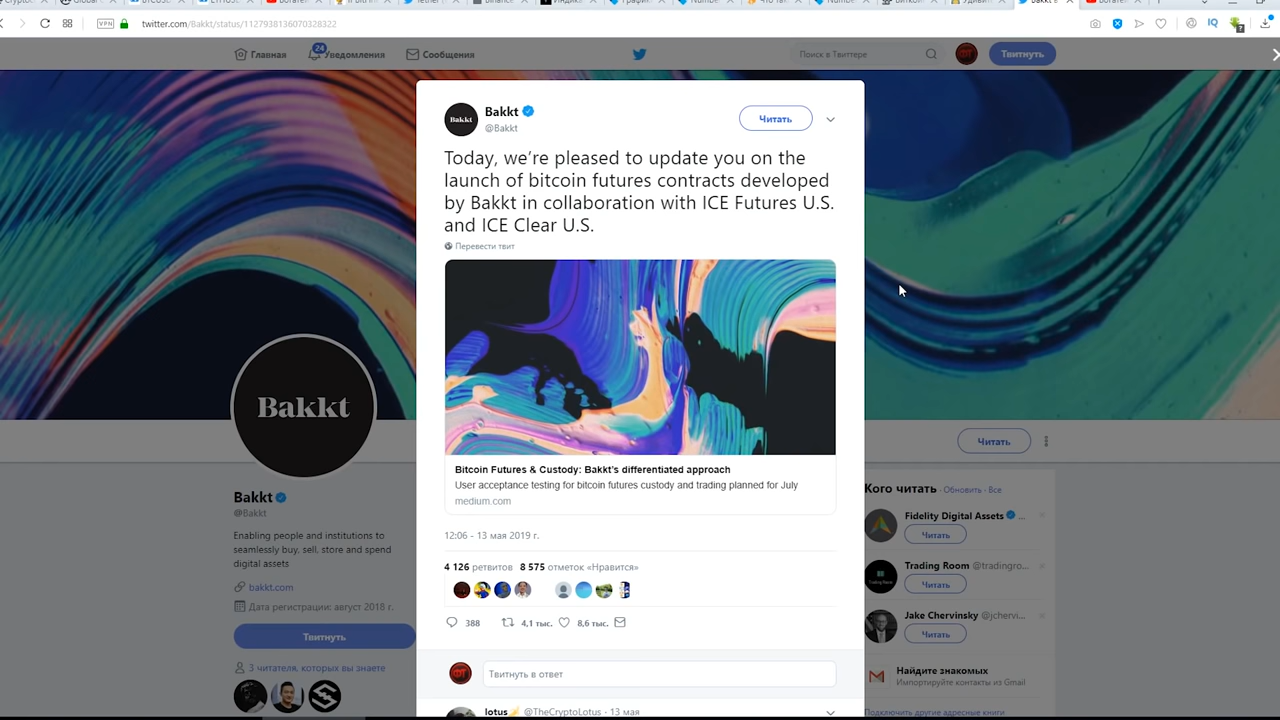 twitter.com/Bakkt/status/1127938136070328322
VPN
Главная
24
Уведомления
Сообщения
Поиск в Твиттере
Твитнуть
Bakkt
Bakkt
@Bakkt
Читать
Today, we're pleased to update you on the
launch of bitcoin futures contracts developed
by Bakkt in collaboration with ICE Futures U.S.
and ICE Clear U.S.
Перевести твит
Bitcoin Futures & Custody: Bakkt's differentiated approach
User acceptance testing for bitcoin futures custody and trading planned for July
medium.com
12:06 - 13 мая 2019 г.
4 126 ретвитов 8 575 отметок «Нравится»
388 4,1 тыс. 8,6 тыс.
Твитнуть в ответ
lotus @TheCryptoLotus · 13 мая
Bakkt
Bakkt
@Bakkt
Enabling people and institutions to
seamlessly buy, sell, store and spend
digital assets
bakkt.com
Дата регистрации: август 2018 г.
Твитнуть
3 читателя, которых вы знаете
Читать
Кого читать · Обновить · Все
Fidelity Digital Assets ...
Читать
Trading Room @tradingro...
Читать
Jake Chervinsky @jchervi...
Читать
Найдите знакомых
Импортируйте контакты из Gmail
Подключить другие адресные книги